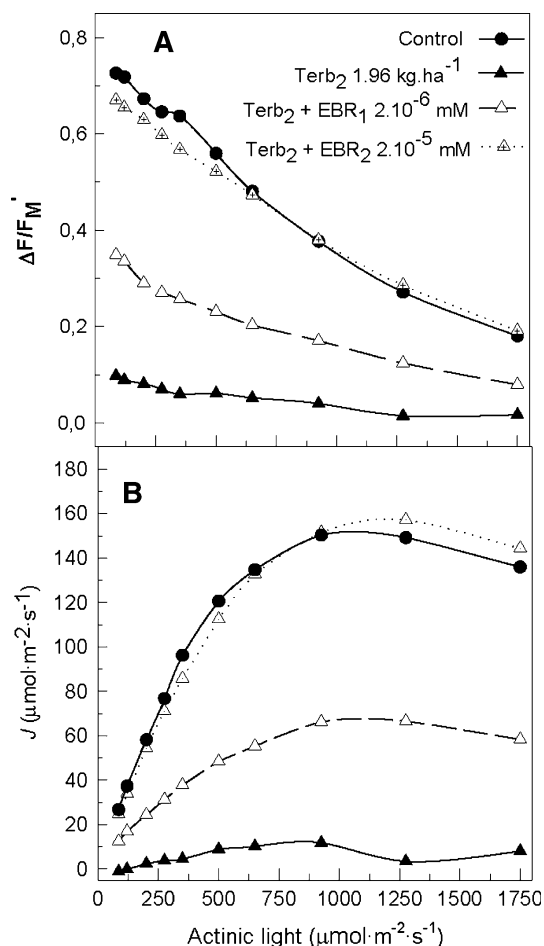 A
Control
Terb2 1.96 kg.ha-1
Terb2 + EBR1 2.10-6 mM
Terb2 + EBR2 2.10-5 mM
0,8
0,6
0,4
0,2
0,0
ΔF/FM'
B
180
160
140
120
100
80
60
40
20
0
J (μmol·m-2·s-1)
0 250 500 750 1000 1250 1500 1750
Actinic light (μmol·m-2·s-1)